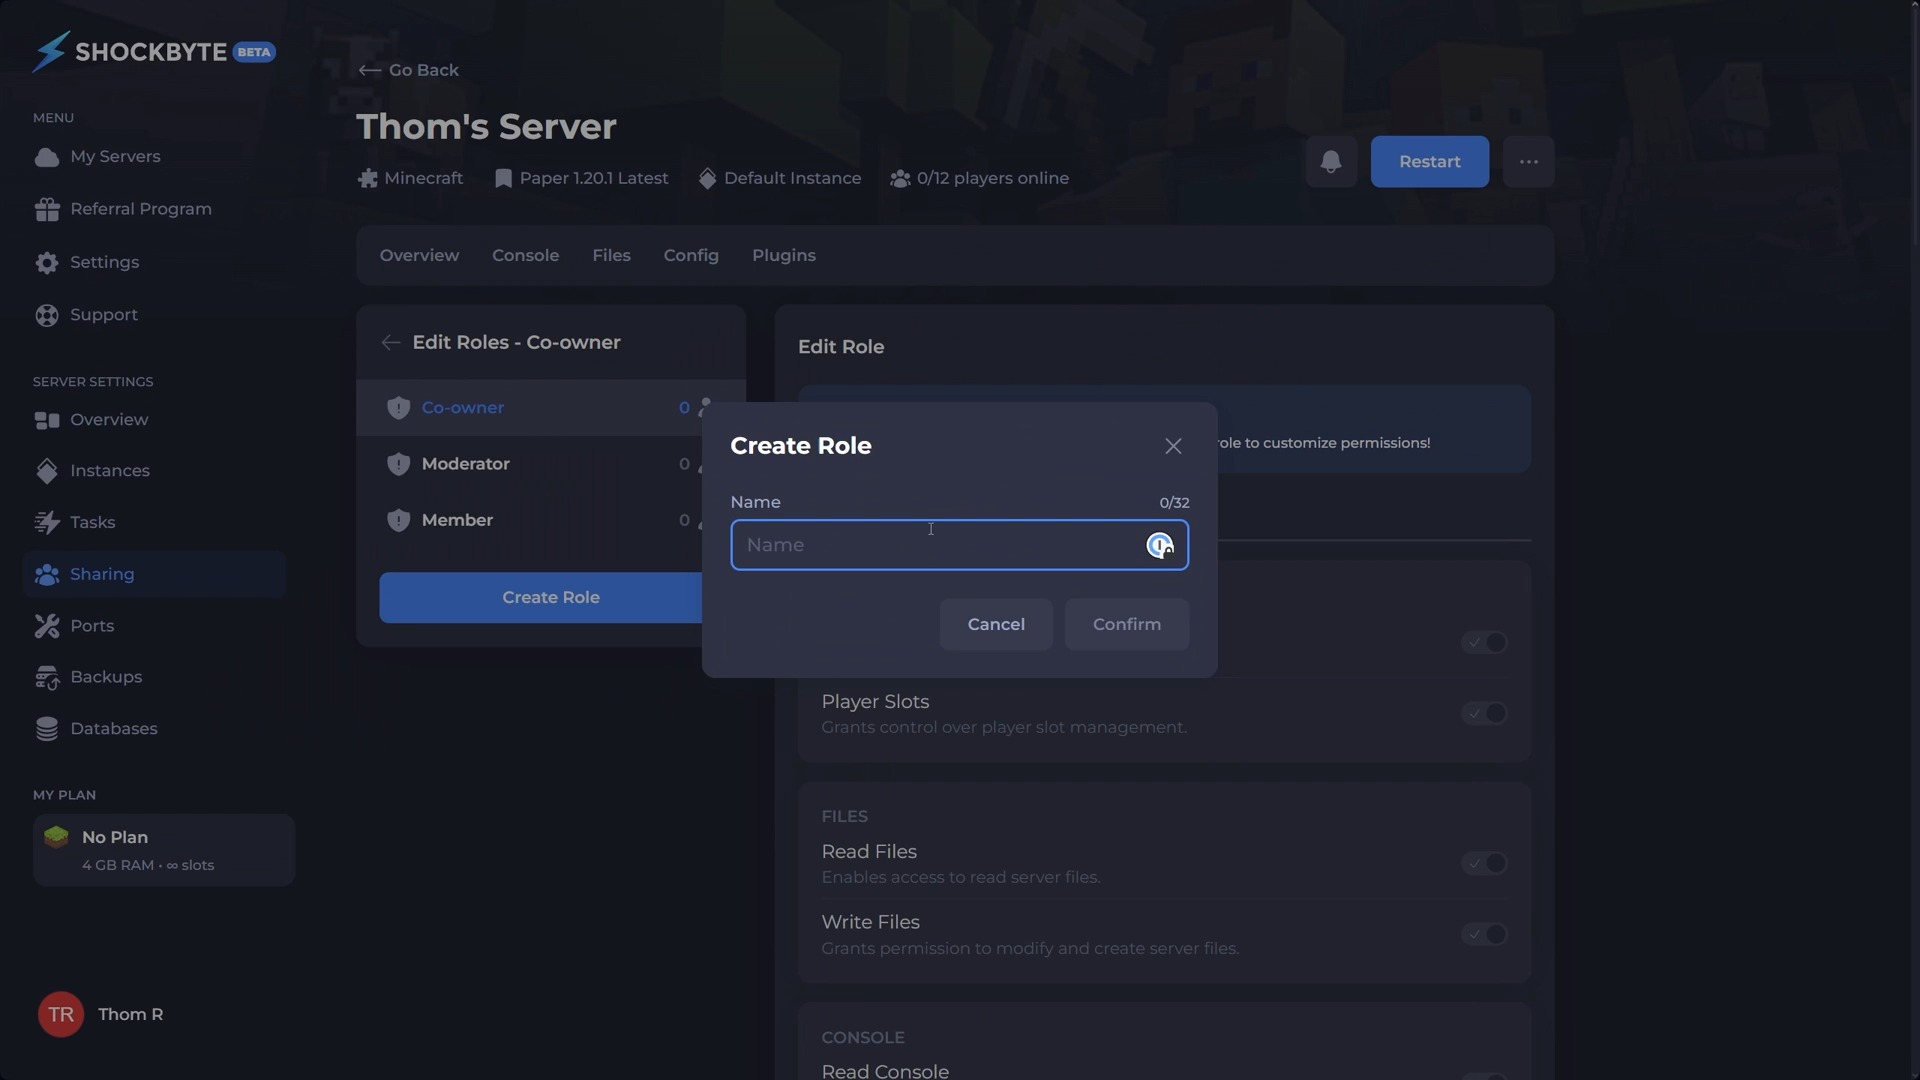 SHOCKBYTE BETA
MENU
My Servers
Referral Program
Settings
Support
SERVER SETTINGS
Overview
Instances
Tasks
Sharing
Ports
Backups
Databases
MY PLAN
No Plan
4 GB RAM • ∞ slots
TR Thom R
Go Back
Thom's Server
Minecraft Paper 1.20.1 Latest Default Instance 0/12 players online
Restart
Overview Console Files Config Plugins
Edit Roles - Co-owner
Co-owner 0
Moderator 0
Member 0
Create Role
Edit Role
role to customize permissions!
Create Role
Name 0/32
Name
Cancel Confirm
Player Slots
Grants control over player slot management.
FILES
Read Files
Enables access to read server files.
Write Files
Grants permission to modify and create server files.
CONSOLE
Read Console